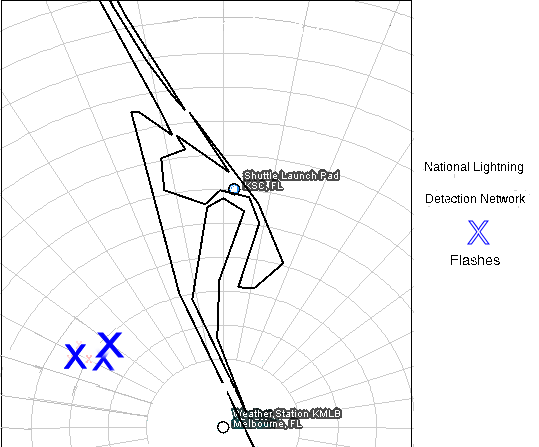 Shuttle Launch Pad
KSC, FL
National Lightning
Detection Network
X
Flashes
X X
X
Weather Station KMLB
Melbourne, FL